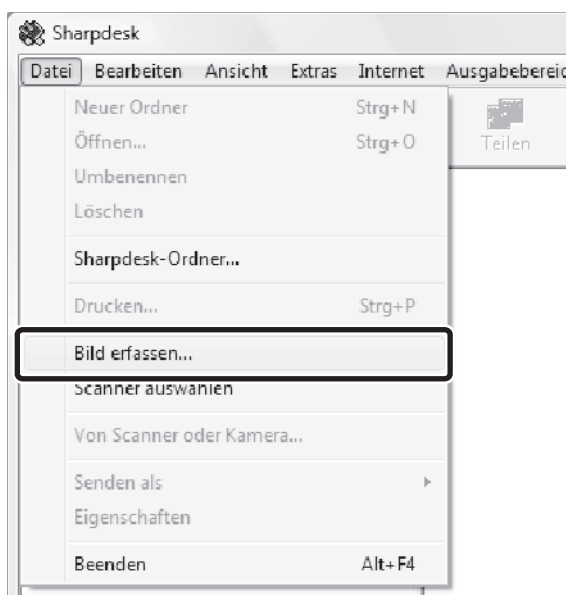 Sharpdesk
Datei Bearbeiten Ansicht Extras Internet Ausgabebereic
Neuer Ordner Strg+N
Öffnen... Strg+O
Teilen
Umbenennen
Löschen
Sharpdesk-Ordner...
Drucken... Strg+P
Bild erfassen...
Scanner auswählen
Von Scanner oder Kamera...
Senden als
Eigenschaften
Beenden Alt+F4